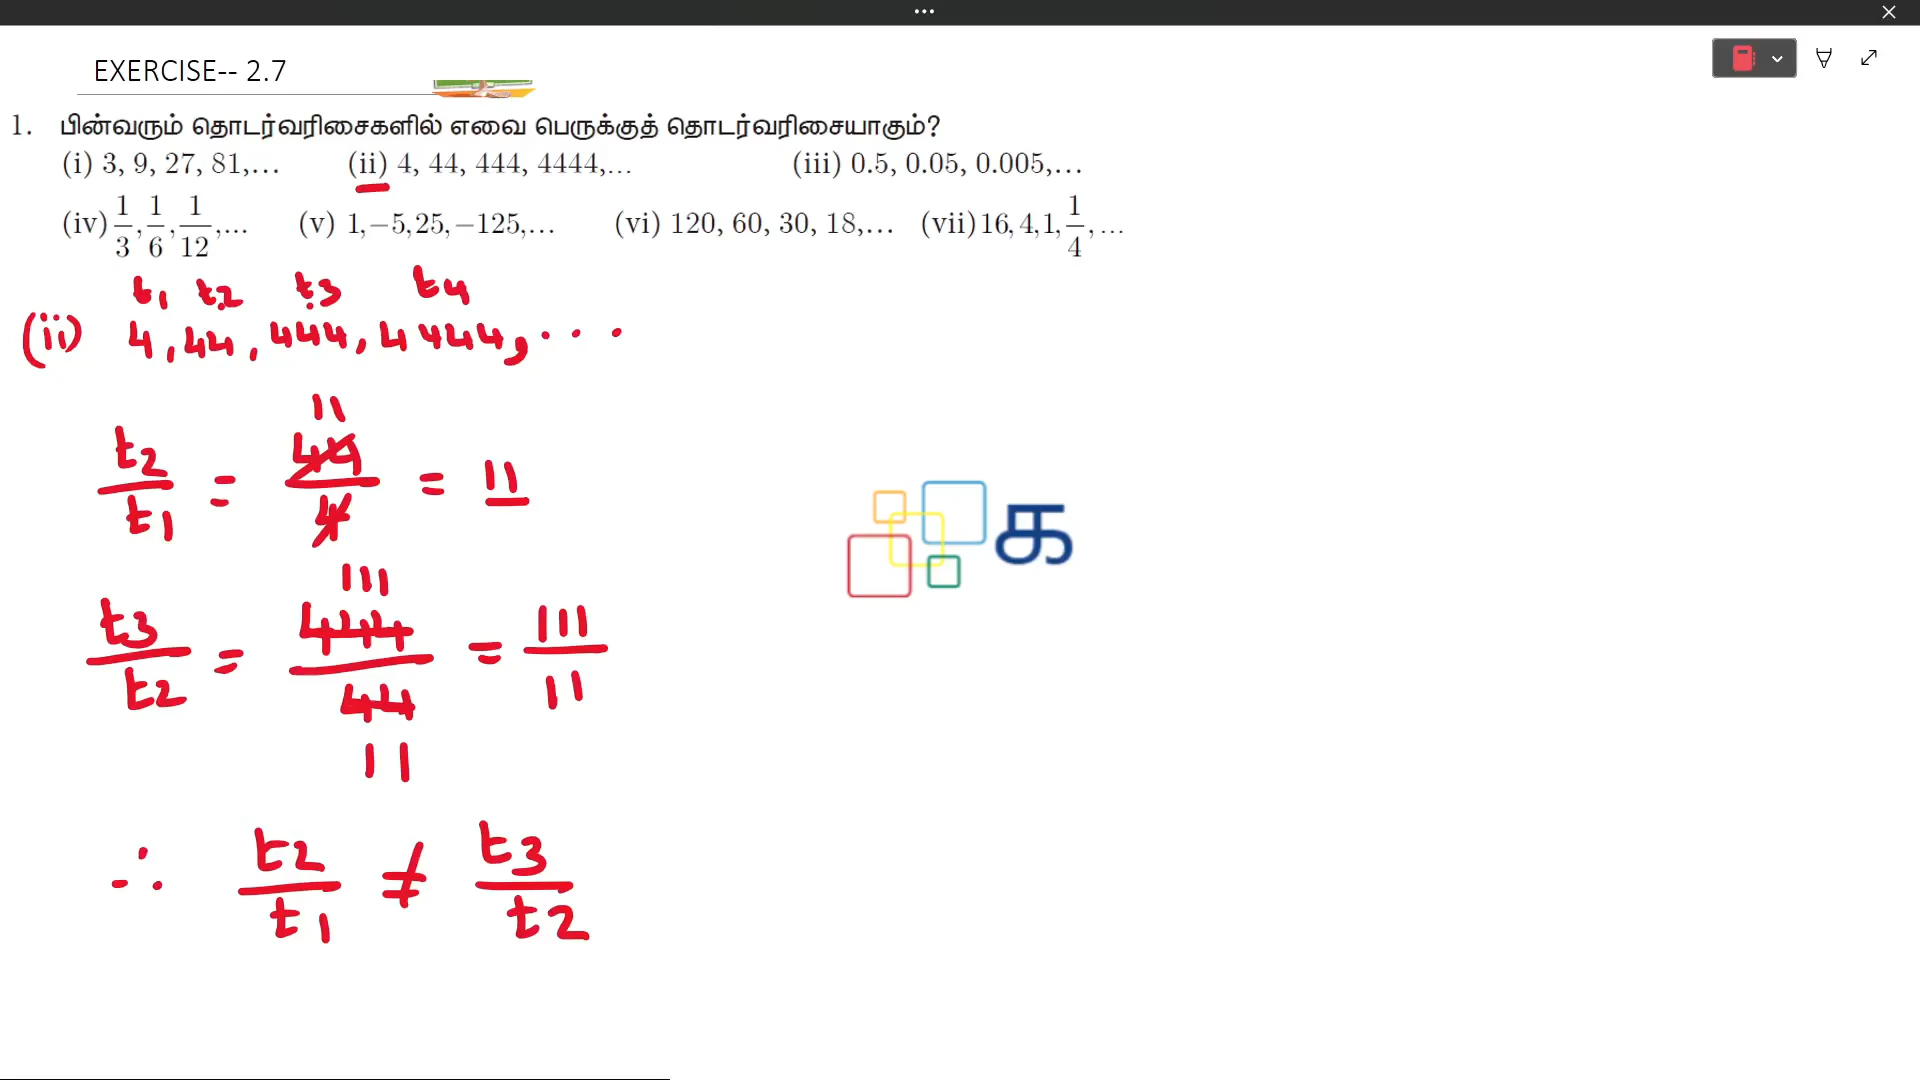 EXERCISE-- 2.7
1. பின்வரும் தொடர்வரிசைகளில் எவை பெருக்குத் தொடர்வரிசையாகும்?
(i) 3, 9, 27, 81,… (ii) 4, 44, 444, 4444,... (iii) 0.5, 0.05, 0.005,…
(iv) 1/3, 1/6, 1/12,... (v) 1,−5,25,−125,… (vi) 120, 60, 30, 18,… (vii) 16,4,1,1/4,…
t1 t2 t3 t4
(ii) 4, 44, 444, 4444, ...
11
t2/t1 = 44/4 = 11
111
t3/t2 = 444/44 = 111/11
11
∴ t2/t1 ≠ t3/t2
க